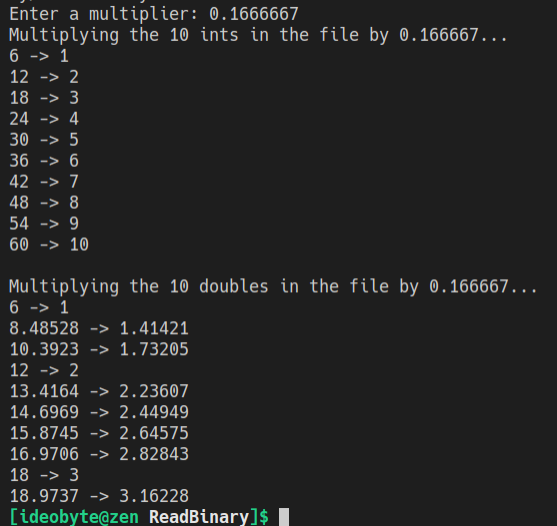 Enter a multiplier: 0.1666667
Multiplying the 10 ints in the file by 0.166667...
6 -> 1
12 -> 2
18 -> 3
24 -> 4
30 -> 5
36 -> 6
42 -> 7
48 -> 8
54 -> 9
60 -> 10
Multiplying the 10 doubles in the file by 0.166667...
6 -> 1
8.48528 -> 1.41421
10.3923 -> 1.73205
12 -> 2
13.4164 -> 2.23607
14.6969 -> 2.44949
15.8745 -> 2.64575
16.9706 -> 2.82843
18 -> 3
18.9737 -> 3.16228
[ideobyte@zen ReadBinary]$